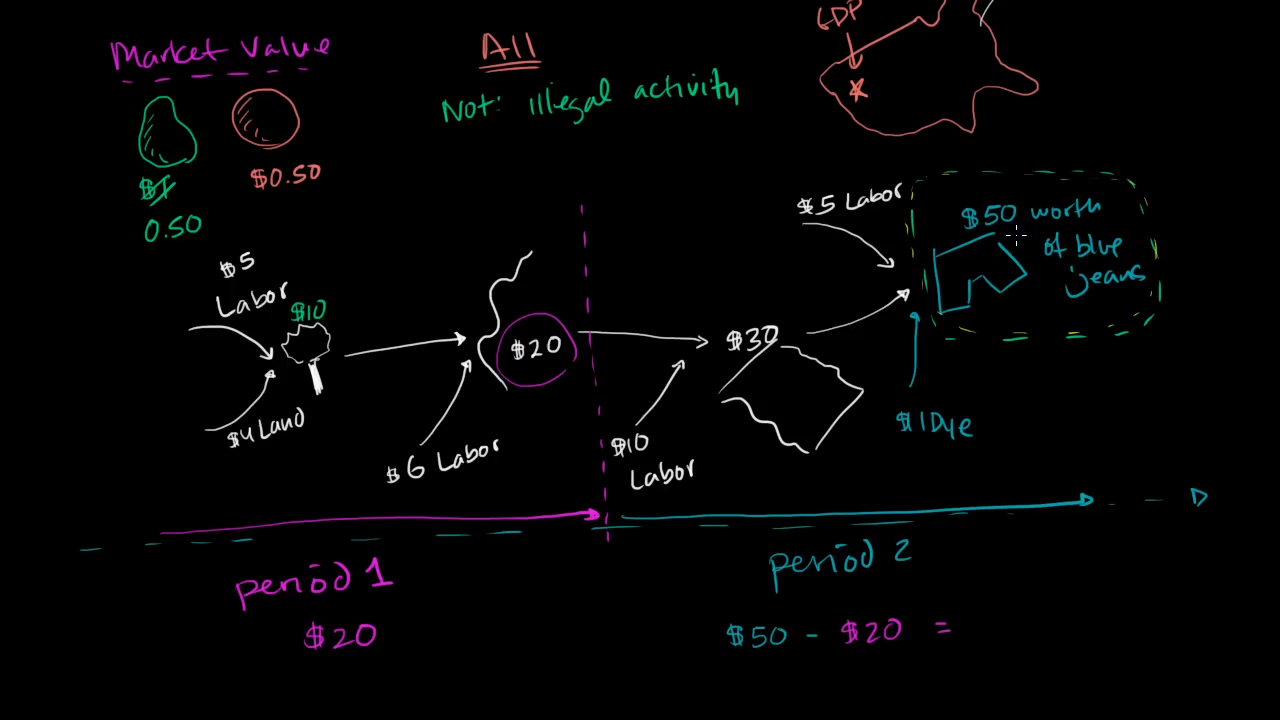 Market Value
All
GDP
Not: illegal activity
$1
0.50
$0.50
$5 Labor
$50 worth
of blue
jeans
$5
Labor
$10
$20
$30
$4 Land
$6 Labor
$10
Labor
$1 Dye
period 1
period 2
$20
$50 - $20 =